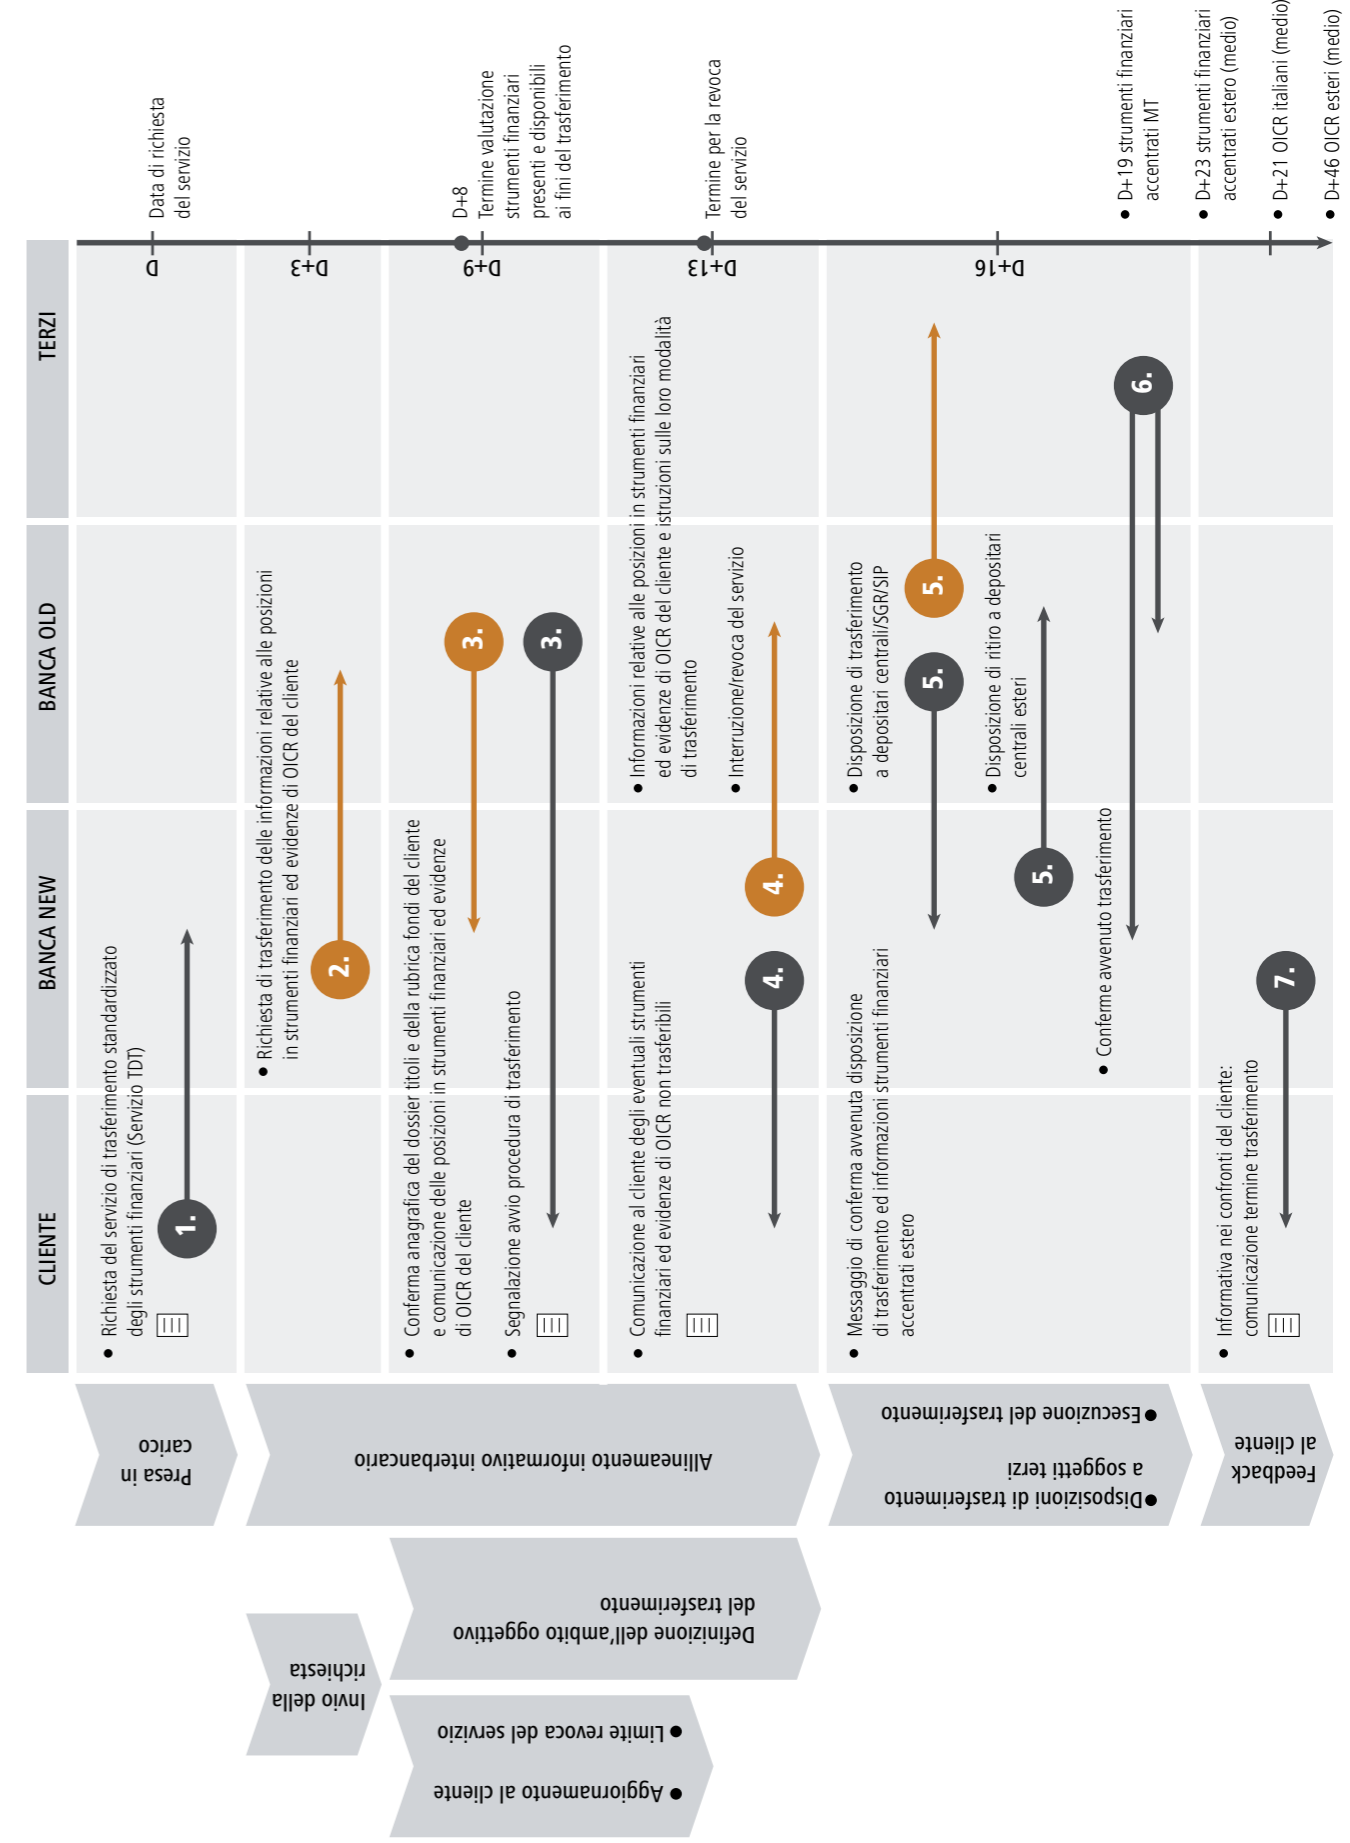 CLIENTE
BANCA NEW
BANCA OLD
TERZI
Presa in
carico
• Richiesta del servizio di trasferimento standardizzato
degli strumenti finanziari (Servizio TDT)
1.
D
Data di richiesta
del servizio
Invio della
richiesta
Allineamento informativo interbancario
• Richiesta di trasferimento delle informazioni relative alle posizioni
in strumenti finanziari ed evidenze di OICR del cliente
2.
D+3
• Aggiornamento al cliente
• Limite revoca del servizio
Definizione dell'ambito oggettivo
del trasferimento
• Conferma anagrafica del dossier titoli e della rubrica fondi del cliente
e comunicazione delle posizioni in strumenti finanziari ed evidenze
di OICR del cliente
3.
• Segnalazione avvio procedura di trasferimento
3.
D+9
D+8
Termine valutazione
strumenti finanziari
presenti e disponibili
ai fini del trasferimento
• Comunicazione al cliente degli eventuali strumenti
finanziari ed evidenze di OICR non trasferibili
• Informazioni relative alle posizioni in strumenti finanziari
ed evidenze di OICR del cliente e istruzioni sulle loro modalità
di trasferimento
• Interruzione/revoca del servizio
4.
4.
D+13
Termine per la revoca
del servizio
• Disposizioni di trasferimento
a soggetti terzi
• Esecuzione del trasferimento
• Messaggio di conferma avvenuta disposizione
di trasferimento ed informazioni strumenti finanziari
accentrati estero
• Disposizione di trasferimento
a depositari centrali/SGR/SIP
5.
5.
• Disposizione di ritiro a depositari
centrali esteri
5.
• Conferme avvenuto trasferimento
6.
D+16
Feedback
al cliente
• Informativa nei confronti del cliente:
comunicazione termine trasferimento
7.
• D+19 strumenti finanziari
accentrati MT
• D+23 strumenti finanziari
accentrati estero (medio)
• D+21 OICR italiani (medio)
• D+46 OICR esteri (medio)